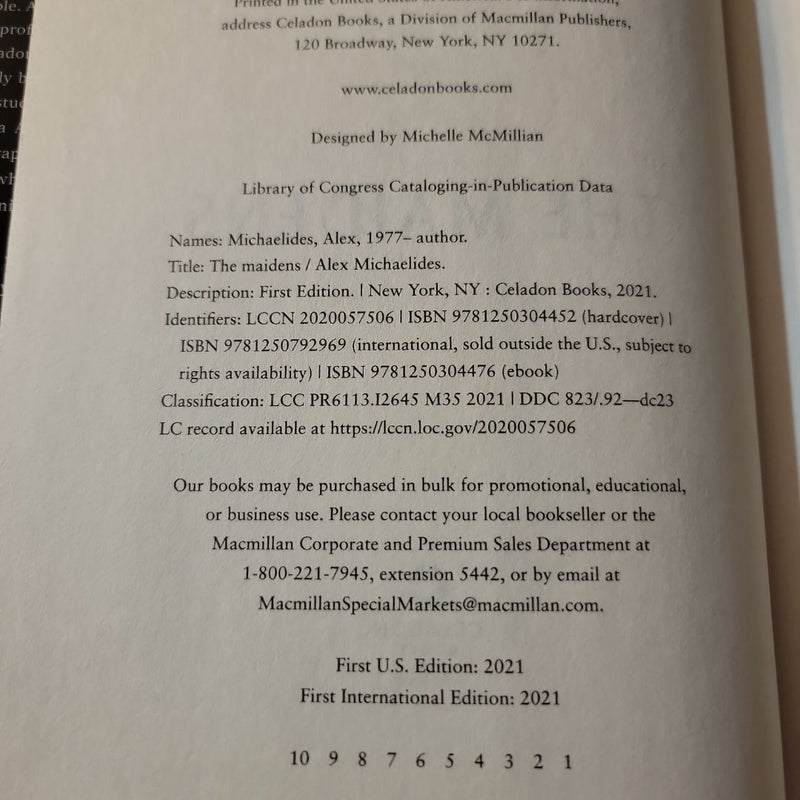 Printed in the United States of
address Celadon Books, a Division of Macmillan Publishers,
120 Broadway, New York, NY 10271.
www.celadonbooks.com
Designed by Michelle McMillian
Library of Congress Cataloging-in-Publication Data
Names: Michaelides, Alex, 1977– author.
Title: The maidens / Alex Michaelides.
Description: First Edition. | New York, NY : Celadon Books, 2021.
Identifiers: LCCN 2020057506 | ISBN 9781250304452 (hardcover) |
ISBN 9781250792969 (international, sold outside the U.S., subject to
rights availability) | ISBN 9781250304476 (ebook)
Classification: LCC PR6113.I2645 M35 2021 | DDC 823/.92—dc23
LC record available at https://lccn.loc.gov/2020057506
Our books may be purchased in bulk for promotional, educational,
or business use. Please contact your local bookseller or the
Macmillan Corporate and Premium Sales Department at
1-800-221-7945, extension 5442, or by email at
MacmillanSpecialMarkets@macmillan.com.
First U.S. Edition: 2021
First International Edition: 2021
10 9 8 7 6 5 4 3 2 1